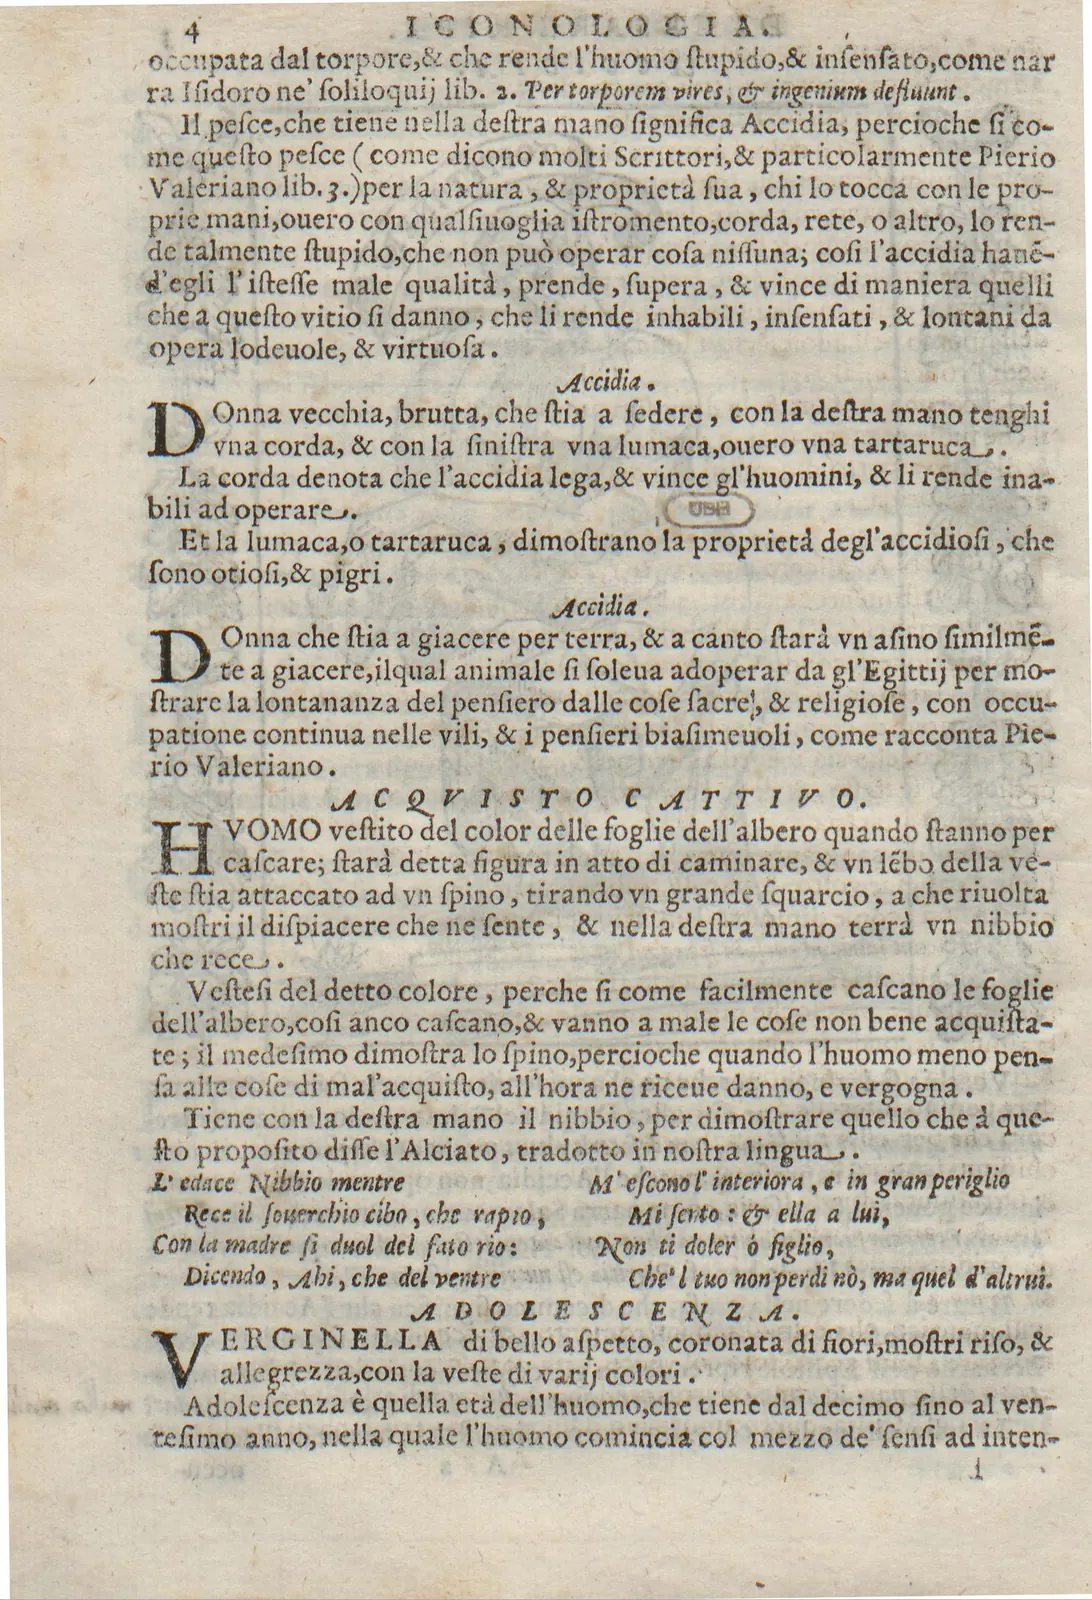 4 ICONOLOGIA.
occupata dal torpore,& che rende l'huomo ſtupido,& inſenſato,come nar
ra Iſidoro ne' ſoliloquij lib. 2. Per torporem vires, & ingenium defluunt.
Il peſce,che tiene nella deſtra mano ſignifica Accidia, percioche ſi co-
me queſto peſce ( come dicono molti Scrittori,& particolarmente Pierio
Valeriano lib.3.)per la natura, & proprietà ſua, chi lo tocca con le pro-
prie mani,ouero con qualſiuoglia iſtromento,corda, rete, o altro, lo ren-
de talmente ſtupido,che non può operar coſa niſſuna; coſi l'accidia hauē-
d'egli l'iſteſſe male qualità, prende, ſupera, & vince di maniera quelli
che a queſto vitio ſi danno, che li rende inhabili, inſenſati, & lontani da
opera lodeuole, & virtuoſa.
Accidia.
DOnna vecchia, brutta, che ſtia a ſedere, con la deſtra mano tenghi
vna corda, & con la ſiniſtra vna lumaca,ouero vna tartaruca.
La corda denota che l'accidia lega,& vince gl'huomini, & li rende ina-
bili ad operare.
UBH
Et la lumaca,o tartaruca, dimoſtrano la proprietà degl'accidioſi, che
ſono otioſi,& pigri.
Accidia.
DOnna che ſtia a giacere per terra, & a canto ſtarà vn aſino ſimilmē-
te a giacere,ilqual animale ſi ſoleua adoperar da gl'Egittij per mo-
ſtrare la lontananza del penſiero dalle coſe ſacre, & religioſe, con occu-
patione continua nelle vili, & i penſieri biaſimeuoli, come racconta Pie-
rio Valeriano.
ACQVISTO CATTIVO.
HVOMO veſtito del color delle foglie dell'albero quando ſtanno per
caſcare; ſtarà detta figura in atto di caminare, & vn lēbo della ve-
ſte ſtia attaccato ad vn ſpino, tirando vn grande ſquarcio, a che riuolta
moſtri il diſpiacere che ne ſente, & nella deſtra mano terrà vn nibbio
che rece.
Veſteſi del detto colore, perche ſi come facilmente caſcano le foglie
dell'albero,coſi anco caſcano,& vanno a male le coſe non bene acquiſta-
te; il medeſimo dimoſtra lo ſpino,percioche quando l'huomo meno pen-
ſa alle coſe di mal'acquiſto, all'hora ne riceue danno, e vergogna.
Tiene con la deſtra mano il nibbio, per dimoſtrare quello che à que-
ſto propoſito diſſe l'Alciato, tradotto in noſtra lingua.
L'edace Nibbio mentre
Rece il ſouerchio cibo, che rapio,
Con la madre ſi duol del fato rio:
Dicendo, Ahi, che del ventre
M'eſcono l'interiora, e in gran periglio
Mi ſento: & ella a lui,
Non ti doler ò figlio,
Che'l tuo non perdi nò, ma quel d'altrui.
ADOLESCENZA.
VERGINELLA di bello aſpetto, coronata di fiori,moſtri riſo, &
allegrezza,con la veſte di varij colori.
Adoleſcenza è quella età dell'huomo,che tiene dal decimo ſino al ven-
teſimo anno, nella quale l'huomo comincia col mezzo de' ſenſi ad inten-